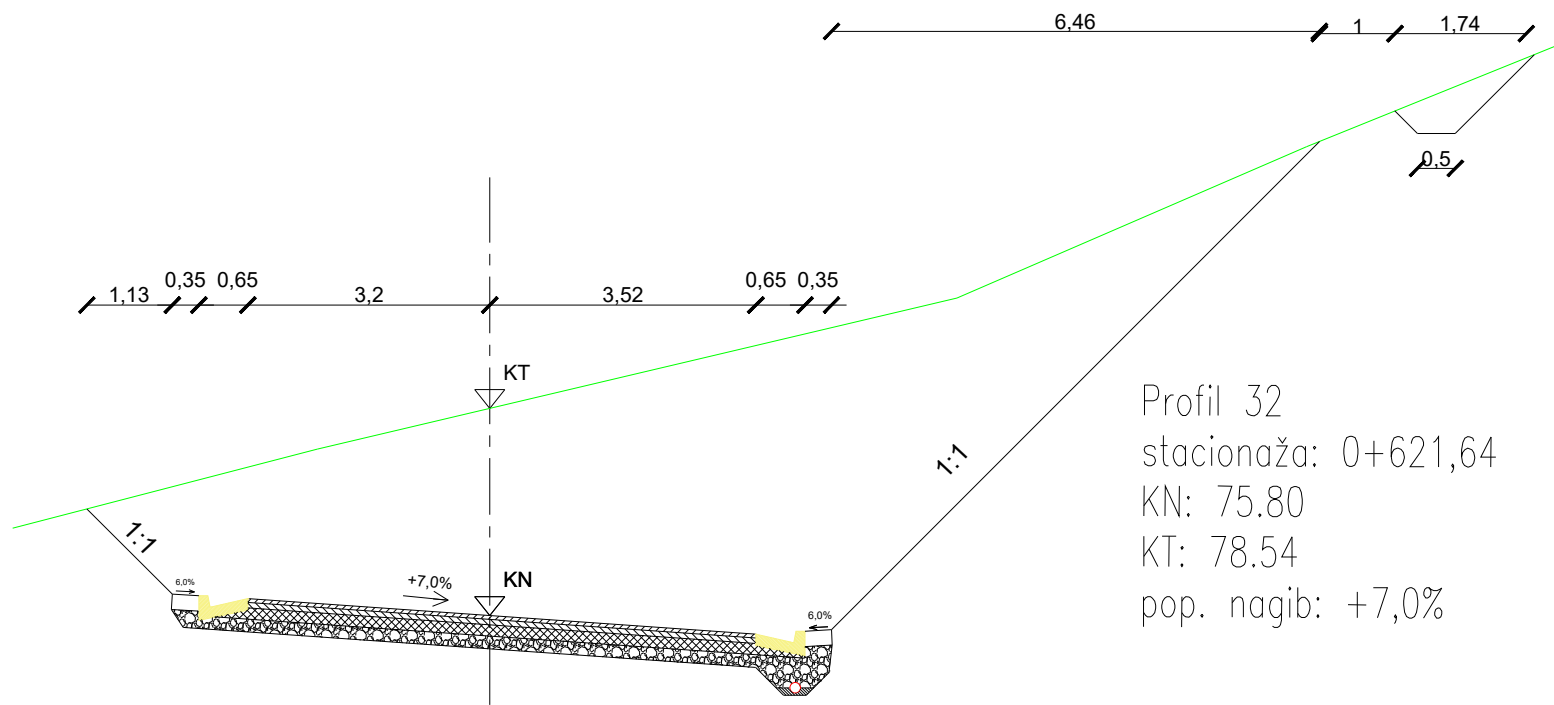 6,46
1
1,74
0,5
1,13
0,35
0,65
3,2
3,52
0,65
0,35
KT
1:1
1:1
6,0%
+7,0%
KN
6,0%
Profil 32
stacionaža: 0+621,64
KN: 75.80
KT: 78.54
pop. nagib: +7,0%